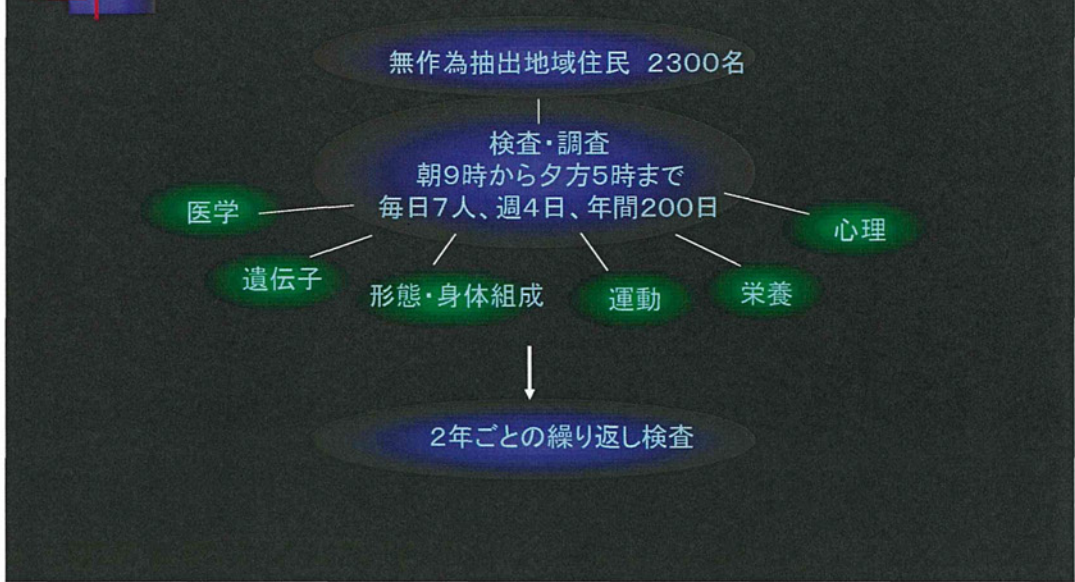 無作為抽出地域住民 2300名
検査・調査
朝9時から夕方5時まで
毎日7人、週4日、年間200日
医学
遺伝子
形態・身体組成
運動
栄養
心理
2年ごとの繰り返し検査